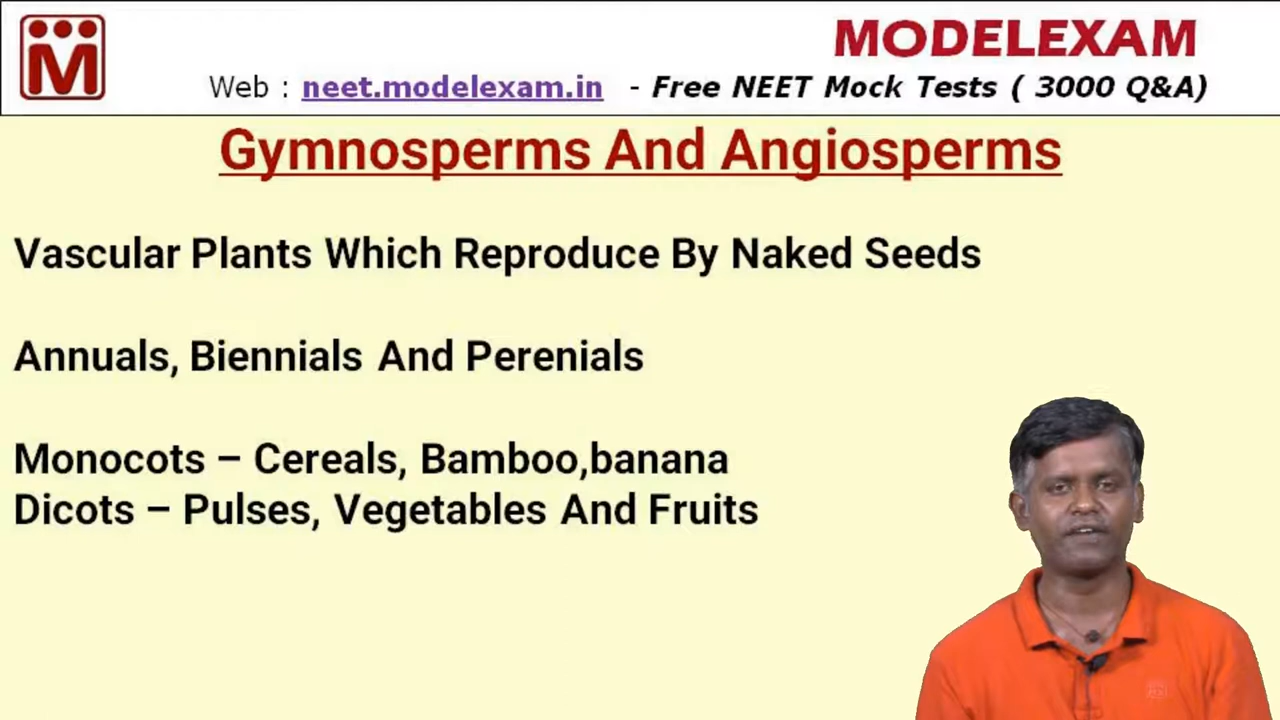 M
MODELEXAM
Web : neet.modelexam.in - Free NEET Mock Tests ( 3000 Q&A)
Gymnosperms And Angiosperms
Vascular Plants Which Reproduce By Naked Seeds
Annuals, Biennials And Perenials
Monocots – Cereals, Bamboo,banana
Dicots – Pulses, Vegetables And Fruits